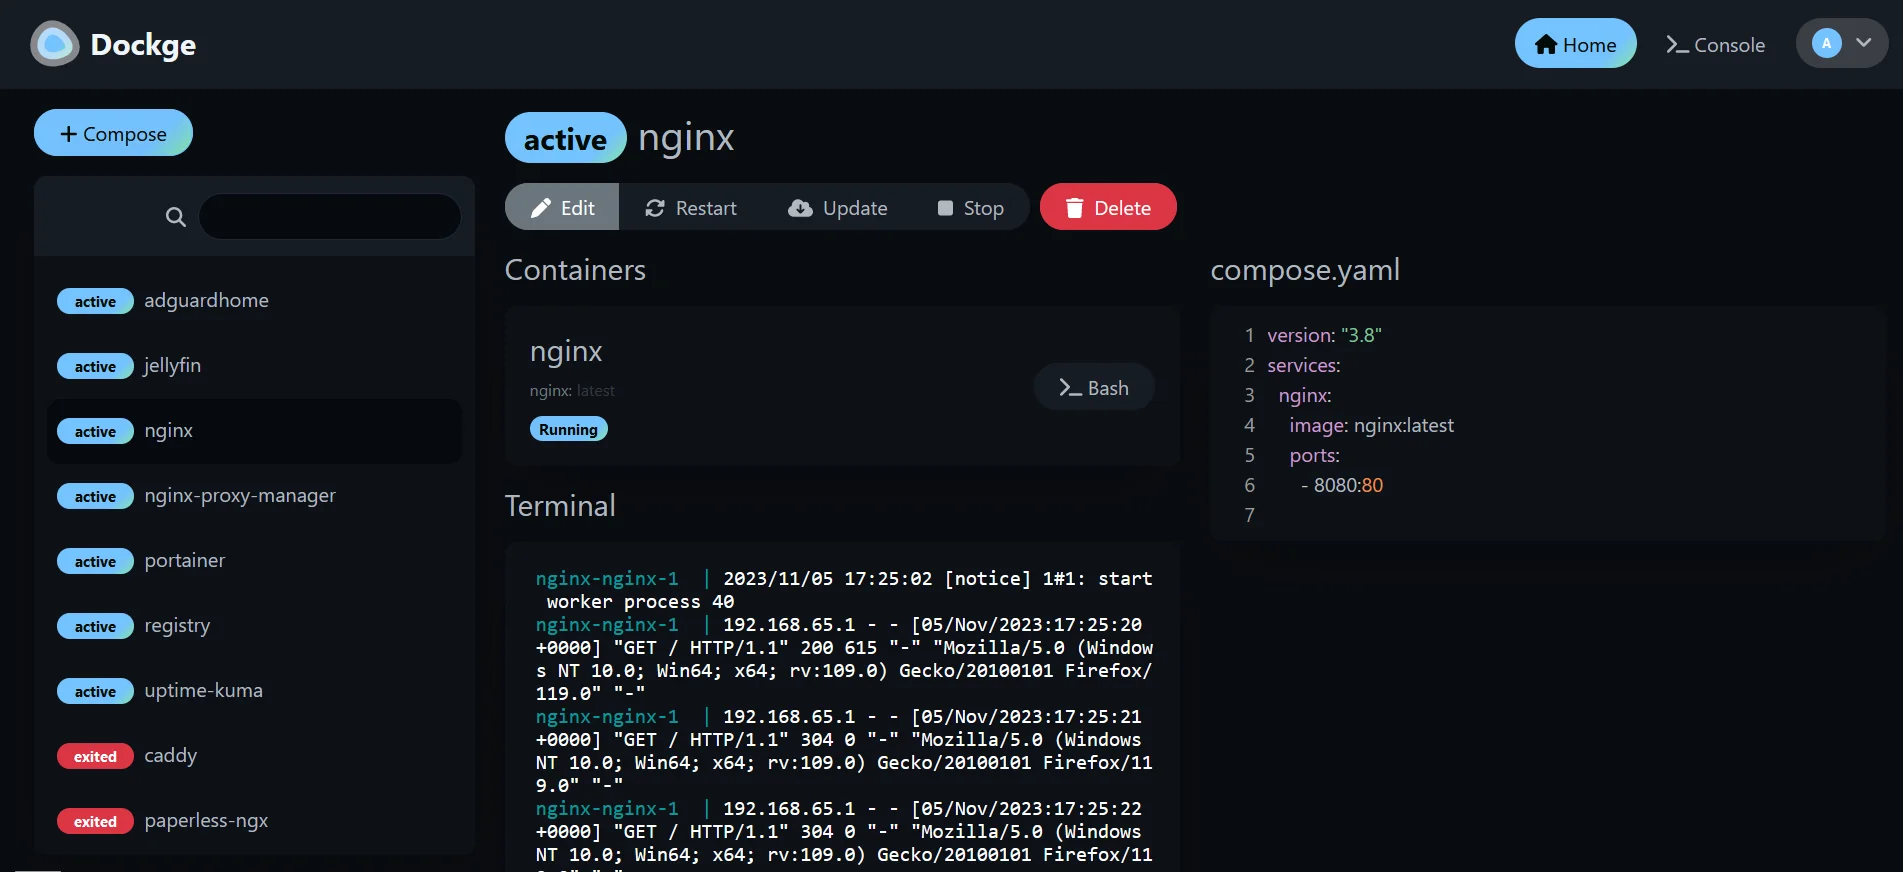 Dockge
Home
Console
A
Compose
active adguardhome
active jellyfin
active nginx
active nginx-proxy-manager
active portainer
active registry
active uptime-kuma
exited caddy
exited paperless-ngx
active nginx
Edit Restart Update Stop Delete
Containers
nginx
nginx: latest
Running
Bash
Terminal
nginx-nginx-1 | 2023/11/05 17:25:02 [notice] 1#1: start
worker process 40
nginx-nginx-1 | 192.168.65.1 - - [05/Nov/2023:17:25:20
+0000] "GET / HTTP/1.1" 200 615 "-" "Mozilla/5.0 (Window
s NT 10.0; Win64; x64; rv:109.0) Gecko/20100101 Firefox/
119.0" "-"
nginx-nginx-1 | 192.168.65.1 - - [05/Nov/2023:17:25:21
+0000] "GET / HTTP/1.1" 304 0 "-" "Mozilla/5.0 (Windows
NT 10.0; Win64; x64; rv:109.0) Gecko/20100101 Firefox/11
9.0" "-"
nginx-nginx-1 | 192.168.65.1 - - [05/Nov/2023:17:25:22
+0000] "GET / HTTP/1.1" 304 0 "-" "Mozilla/5.0 (Windows
NT 10.0; Win64; x64; rv:109.0) Gecko/20100101 Firefox/11
compose.yaml
1 version: "3.8"
2 services:
3 nginx:
4 image: nginx:latest
5 ports:
6 - 8080:80
7